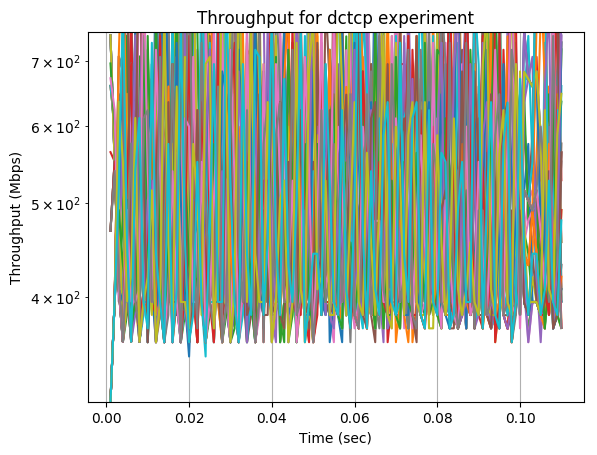 Throughput for dctcp experiment
7 × 10²
6 × 10²
5 × 10²
4 × 10²
Throughput (Mbps)
0.00 0.02 0.04 0.06 0.08 0.10
Time (sec)